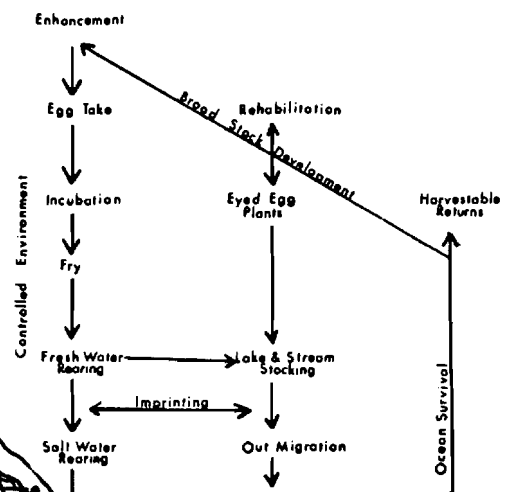 Enhancement
Egg Take
Rehabilitation
Brood Stock Development
Incubation
Eyed Egg
Plants
Harvestable
Returns
Controlled Environment
Fry
Fresh Water
Rearing
Lake & Stream
Stocking
Imprinting
Ocean Survival
Salt Water
Rearing
Out Migration